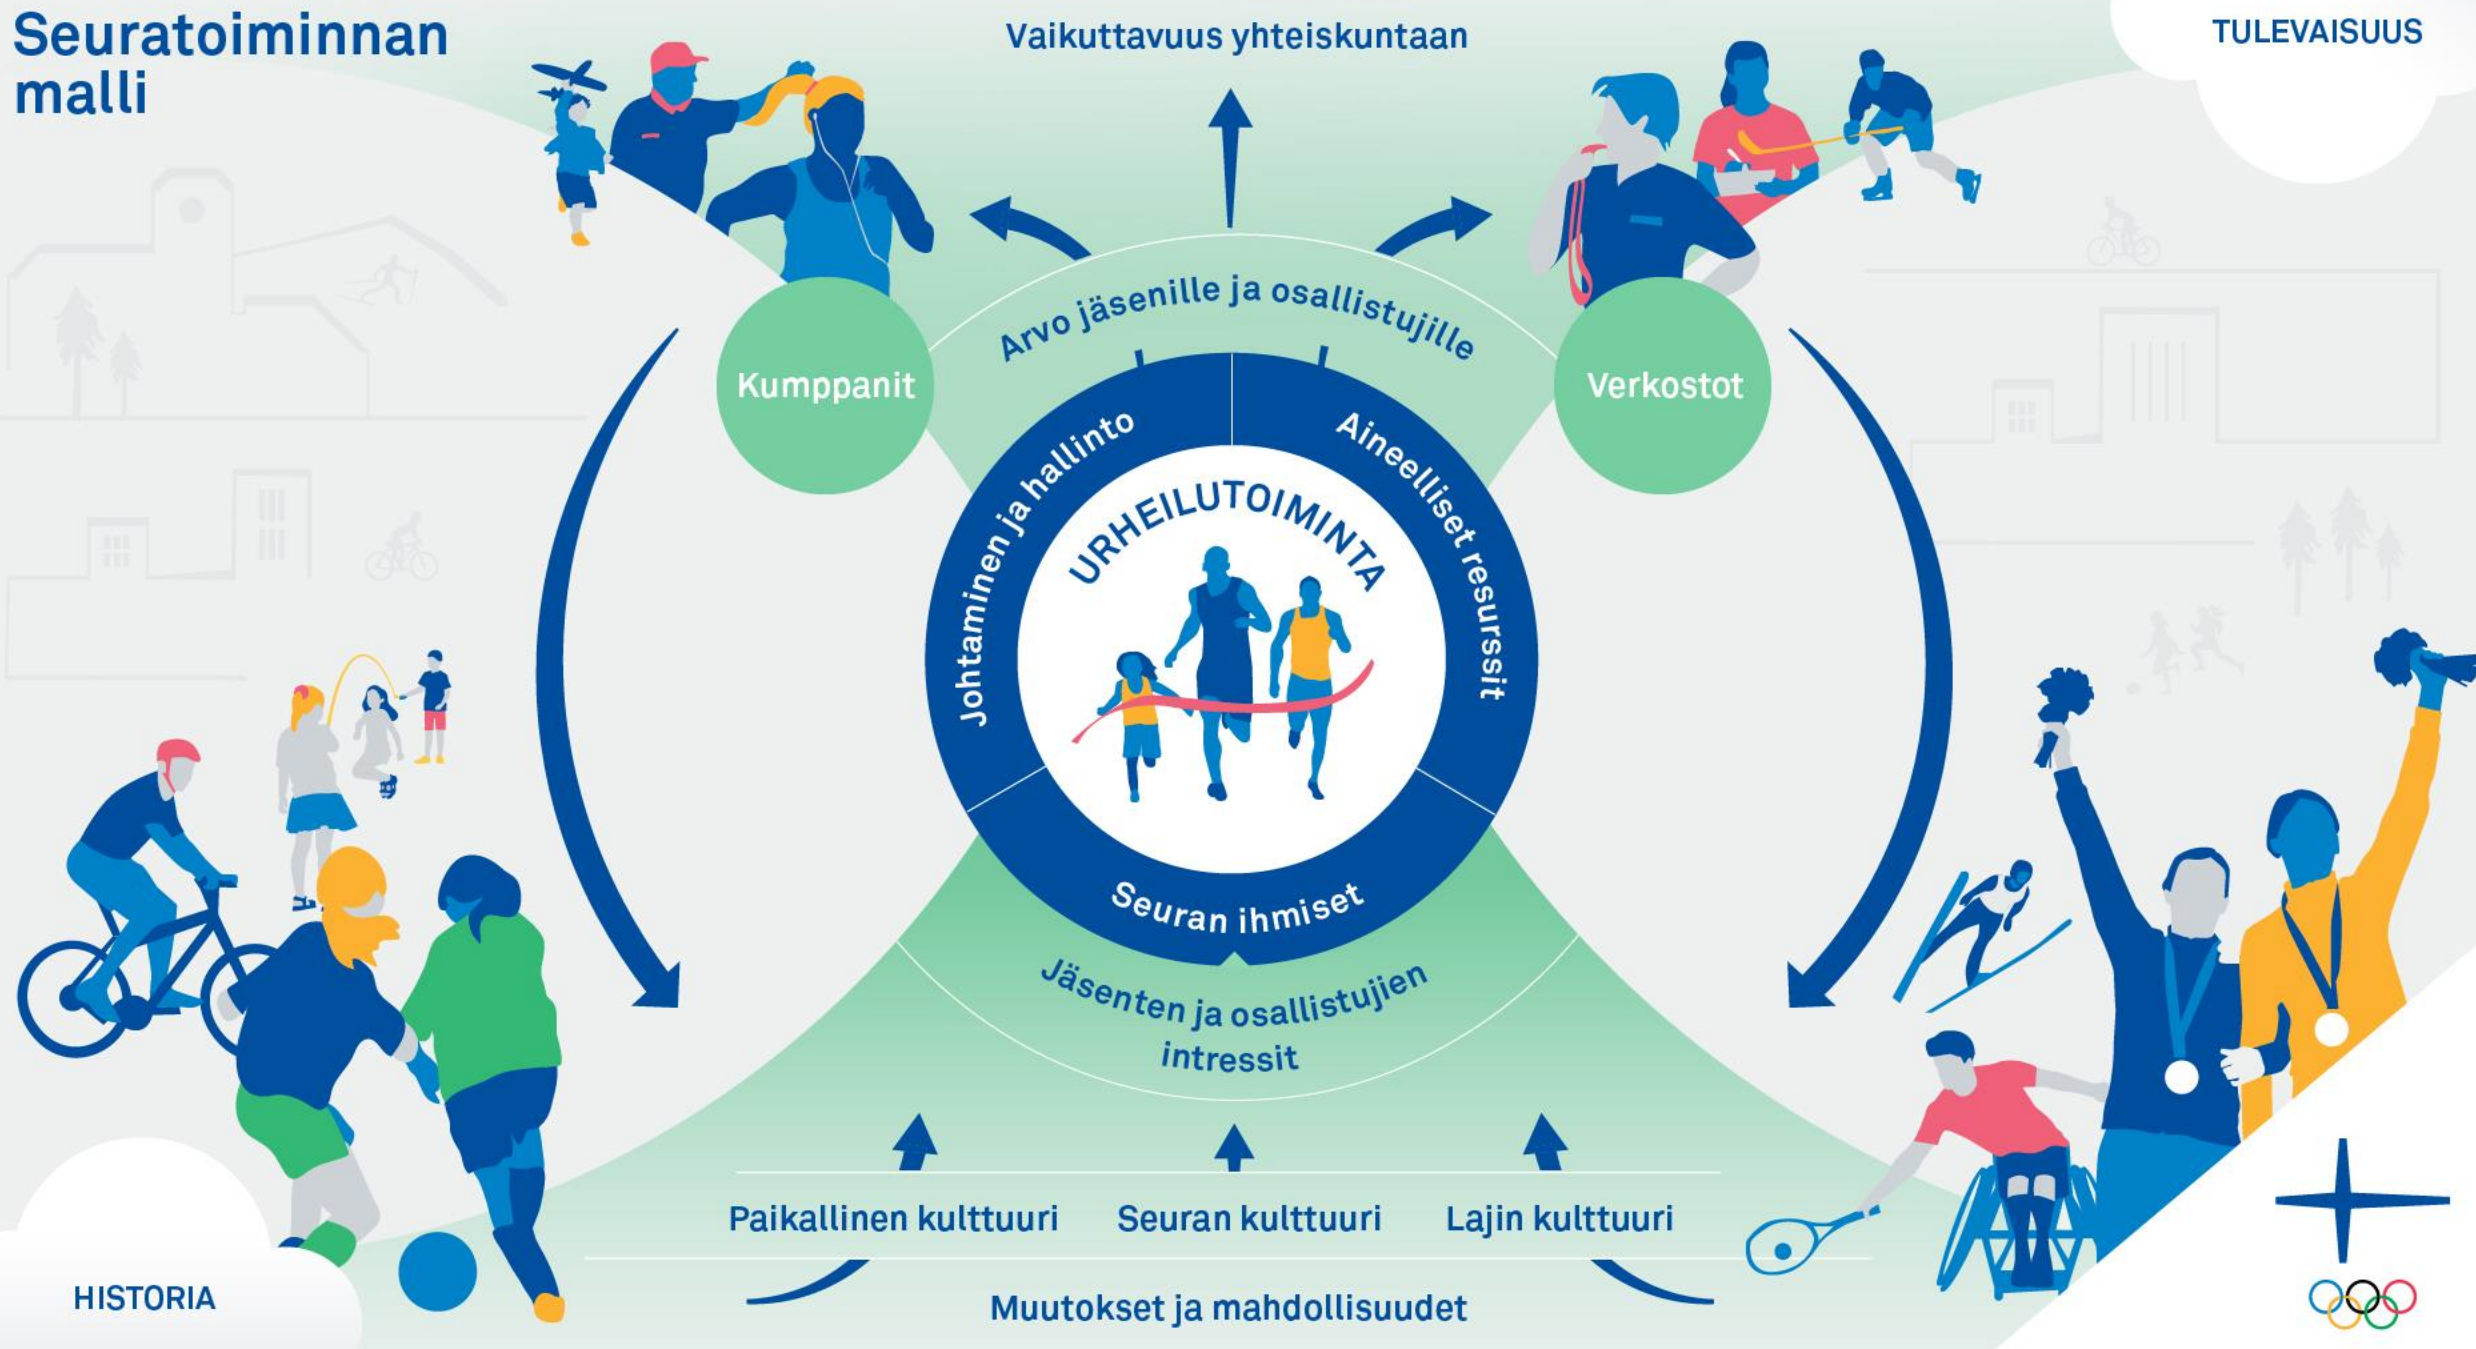 Seuratoiminnan
malli
Vaikuttavuus yhteiskuntaan
TULEVAISUUS
Arvo jäsenille ja osallistujille
Kumppanit
Verkostot
Johtaminen ja hallinto
Aineelliset resurssit
URHEILUTOIMINTA
Seuran ihmiset
Jäsenten ja osallistujien
intressit
Paikallinen kulttuuri
Seuran kulttuuri
Lajin kulttuuri
HISTORIA
Muutokset ja mahdollisuudet